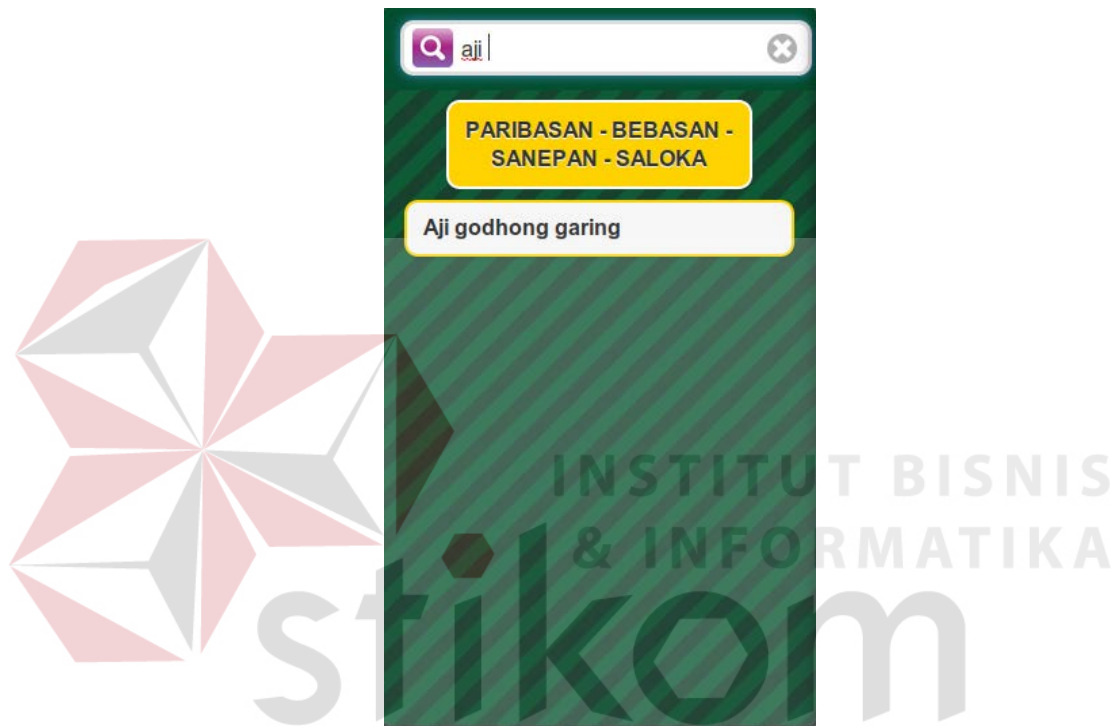 aji
PARIBASAN - BEBASAN -
SANEPAN - SALOKA
Aji godhong garing
INSTITUT BISNIS
& INFORMATIKA
stikom